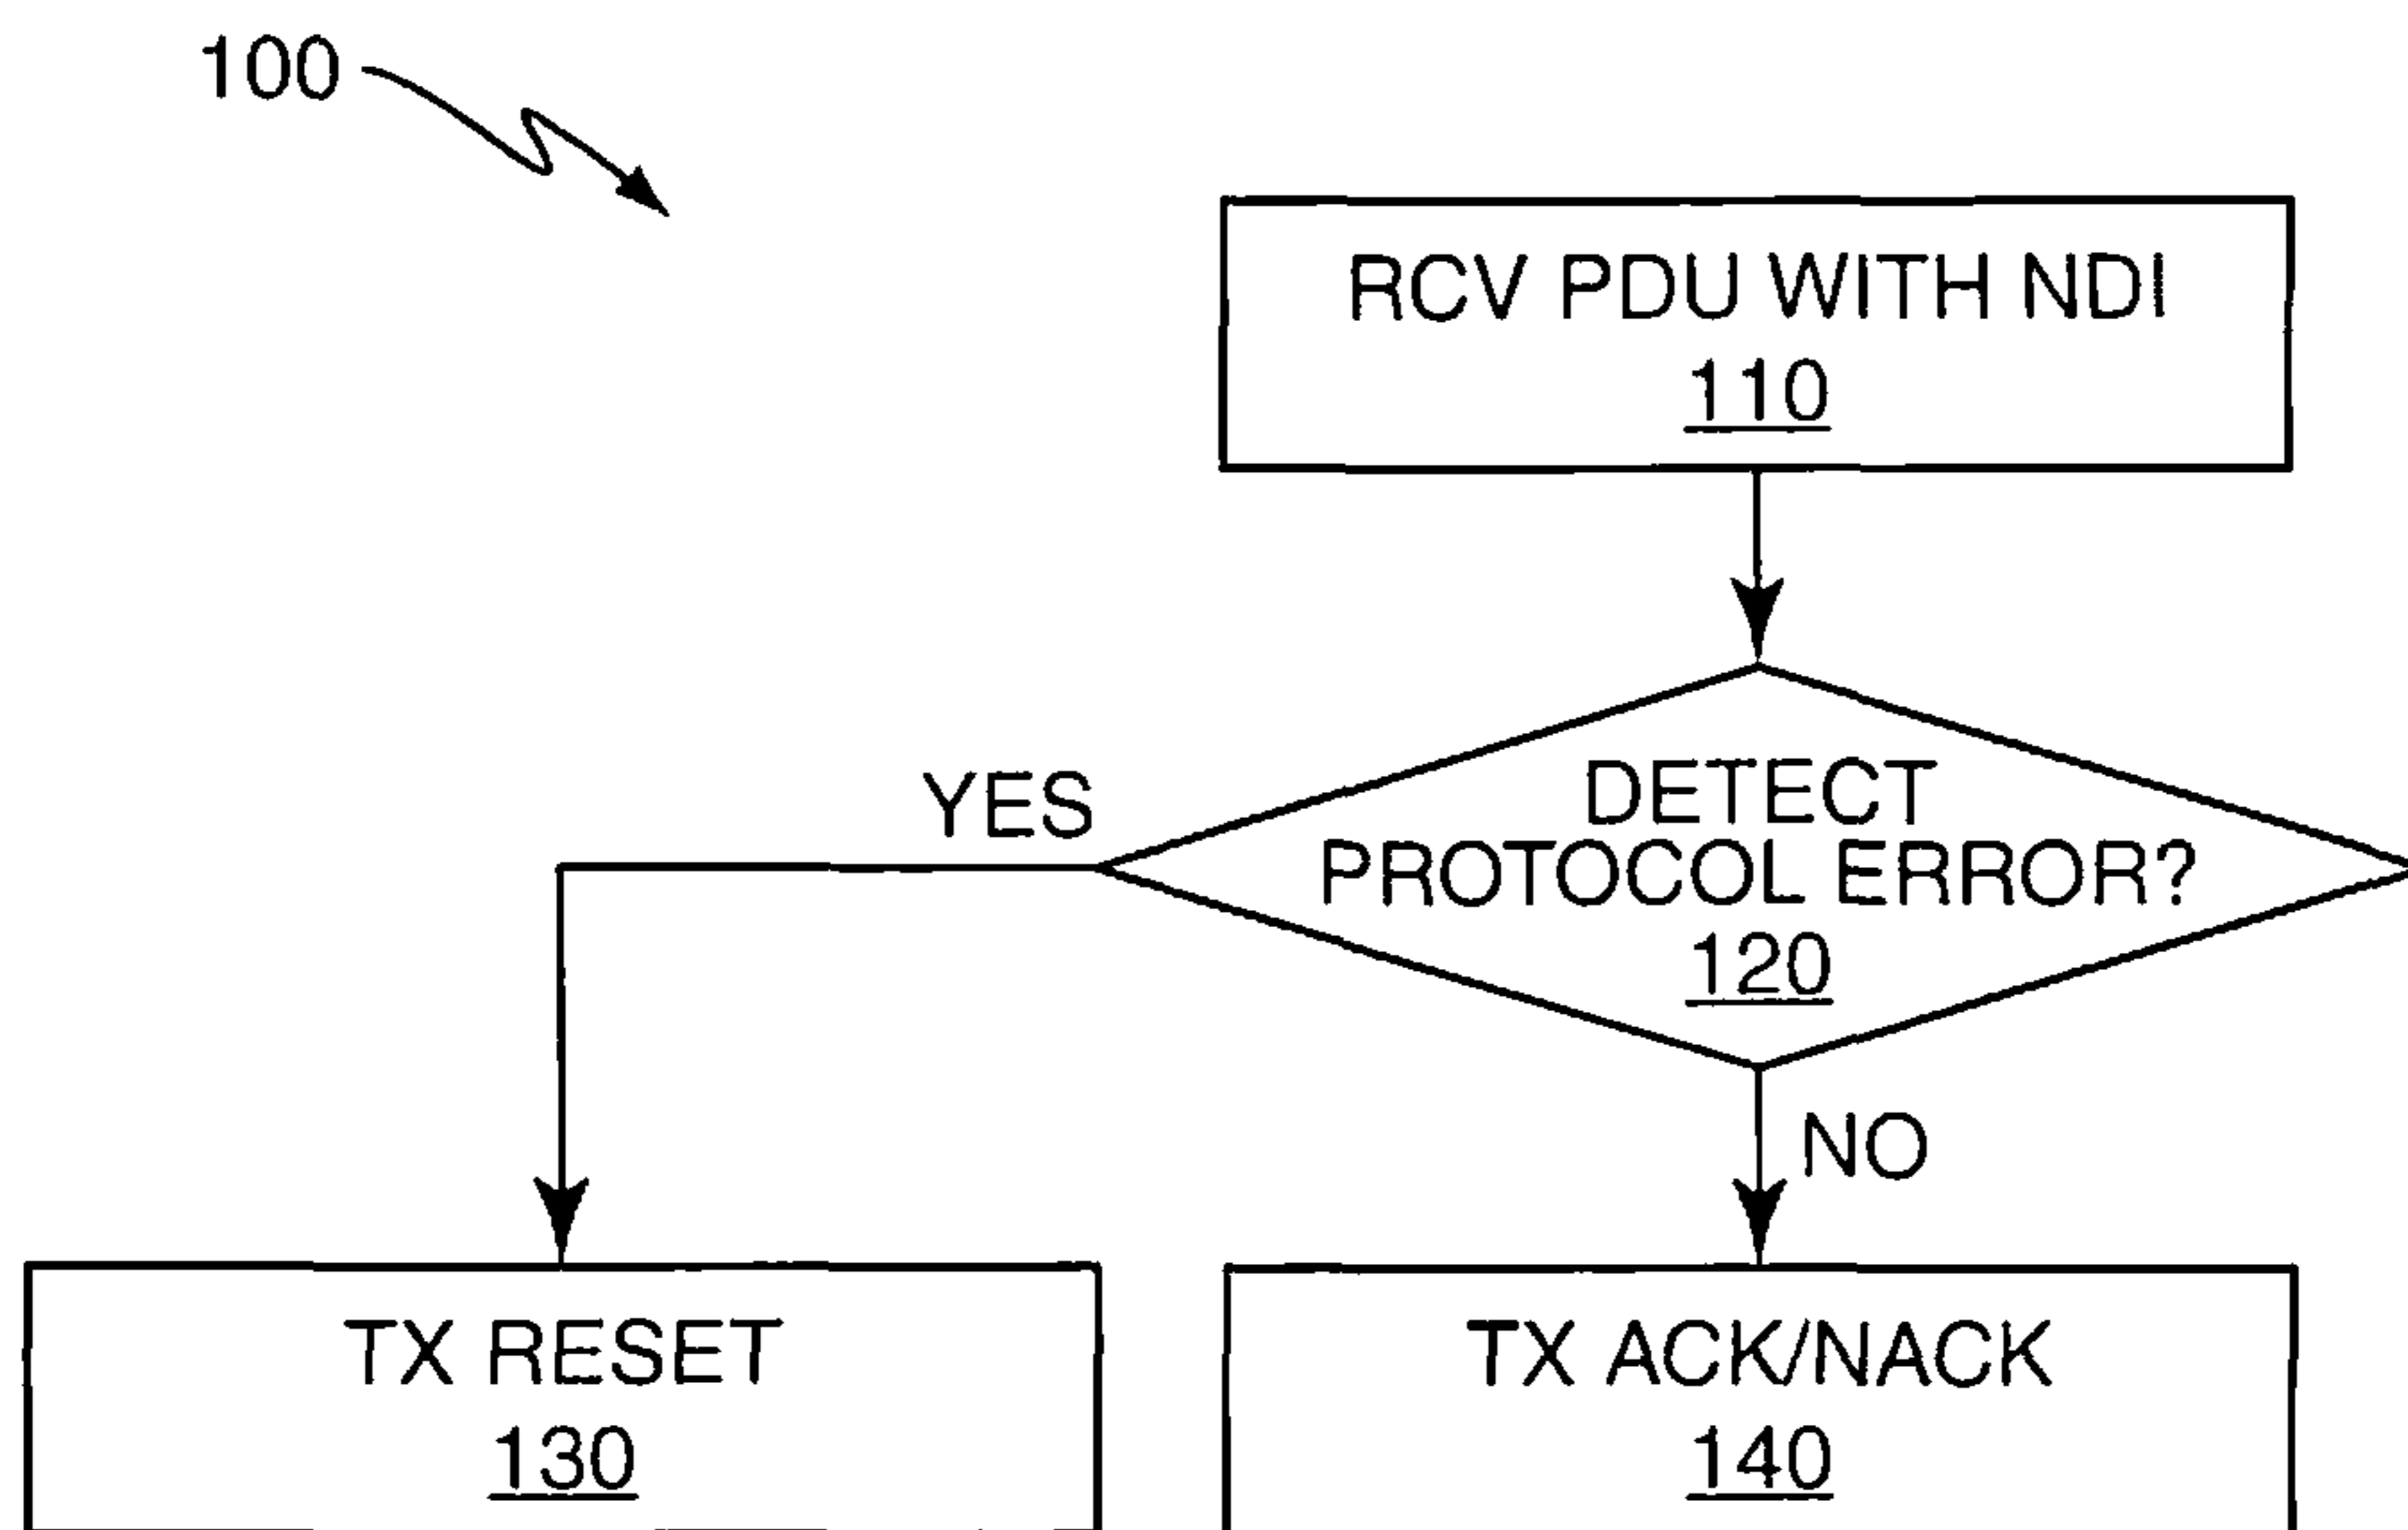 100
RCV PDU WITH NDI
110
DETECT
PROTOCOL ERROR?
120
YES
NO
TX RESET
130
TX ACK/NACK
140